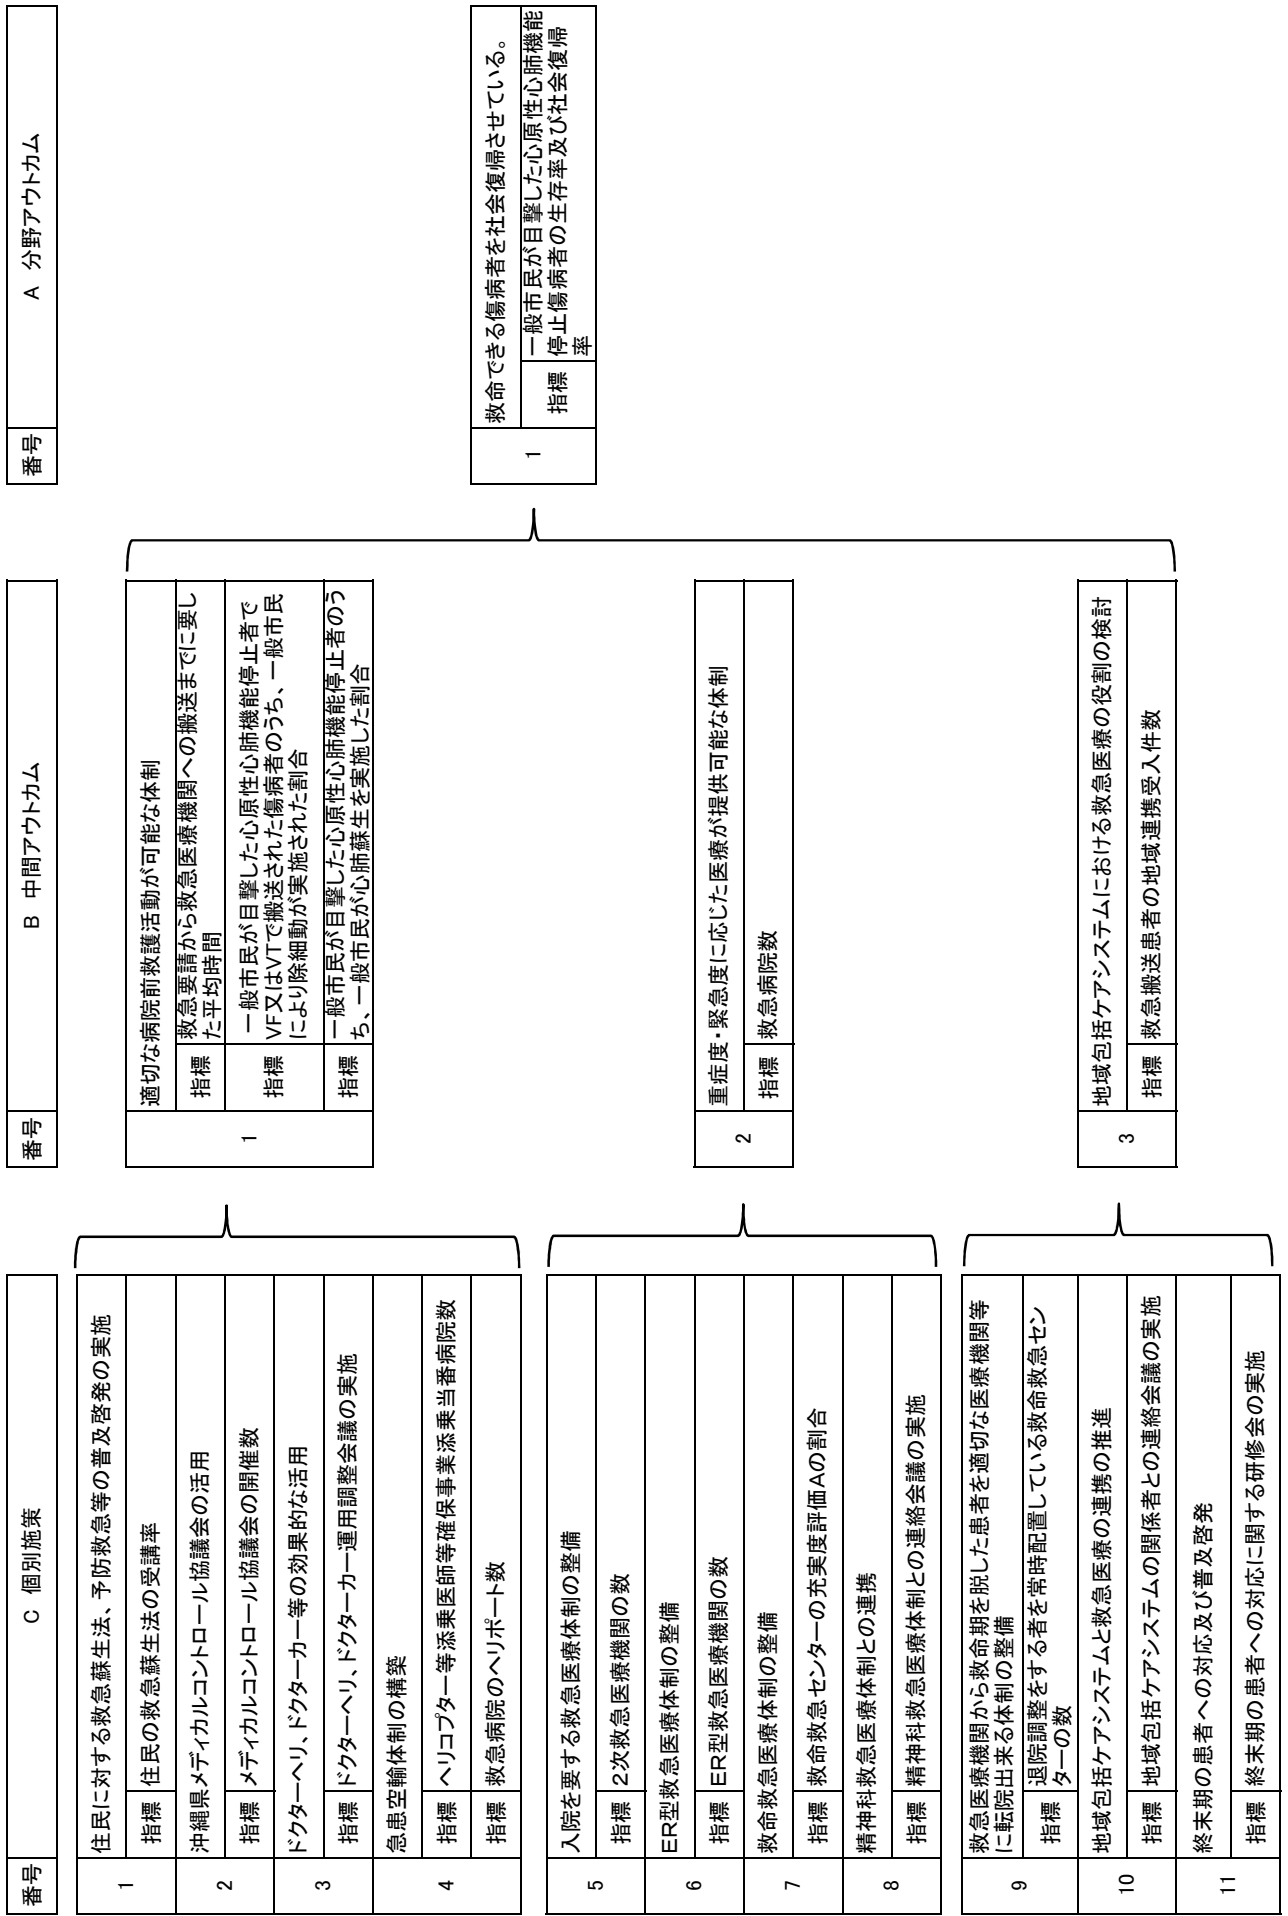 番号
C 個別施策
1
住民に対する救急蘇生法、予防救急等の普及啓発の実施
指標
住民の救急蘇生法の受講率
2
沖縄県メディカルコントロール協議会の活用
指標
メディカルコントロール協議会の開催数
3
ドクターヘリ、ドクターカー等の効果的な活用
指標
ドクターヘリ、ドクターカー運用調整会議の実施
4
急患空輸体制の構築
指標
ヘリコプター等添乗医師等確保事業添乗当番病院数
指標
救急病院のヘリポート数
5
入院を要する救急医療体制の整備
指標
2次救急医療機関の数
6
ER型救急医療体制の整備
指標
ER型救急医療機関の数
7
救命救急医療体制の整備
指標
救命救急センターの充実度評価Aの割合
8
精神科救急医療体制との連携
指標
精神科救急医療体制との連絡会議の実施
9
救急医療機関から救命期を脱した患者を適切な医療機関等
に転院出来る体制の整備
指標
退院調整をする者を常時配置している救命救急セン
ターの数
10
地域包括ケアシステムと救急医療の連携の推進
指標
地域包括ケアシステムの関係者との連絡会議の実施
11
終末期の患者への対応及び普及啓発
指標
終末期の患者への対応に関する研修会の実施
番号
B 中間アウトカム
1
適切な病院前救護活動が可能な体制
指標
救急要請から救急医療機関への搬送までに要し
た平均時間
指標
一般市民が目撃した心原性心肺機能停止者で
VF又はVTで搬送された傷病者のうち、一般市民
により除細動が実施された割合
指標
一般市民が目撃した心原性心肺機能停止者のう
ち、一般市民が心肺蘇生を実施した割合
2
重症度・緊急度に応じた医療が提供可能な体制
指標
救急病院数
3
地域包括ケアシステムにおける救急医療の役割の検討
指標
救急搬送患者の地域連携受入件数
番号
A 分野アウトカム
1
救命できる傷病者を社会復帰させている。
指標
一般市民が目撃した心原性心肺機能
停止傷病者の生存率及び社会復帰
率